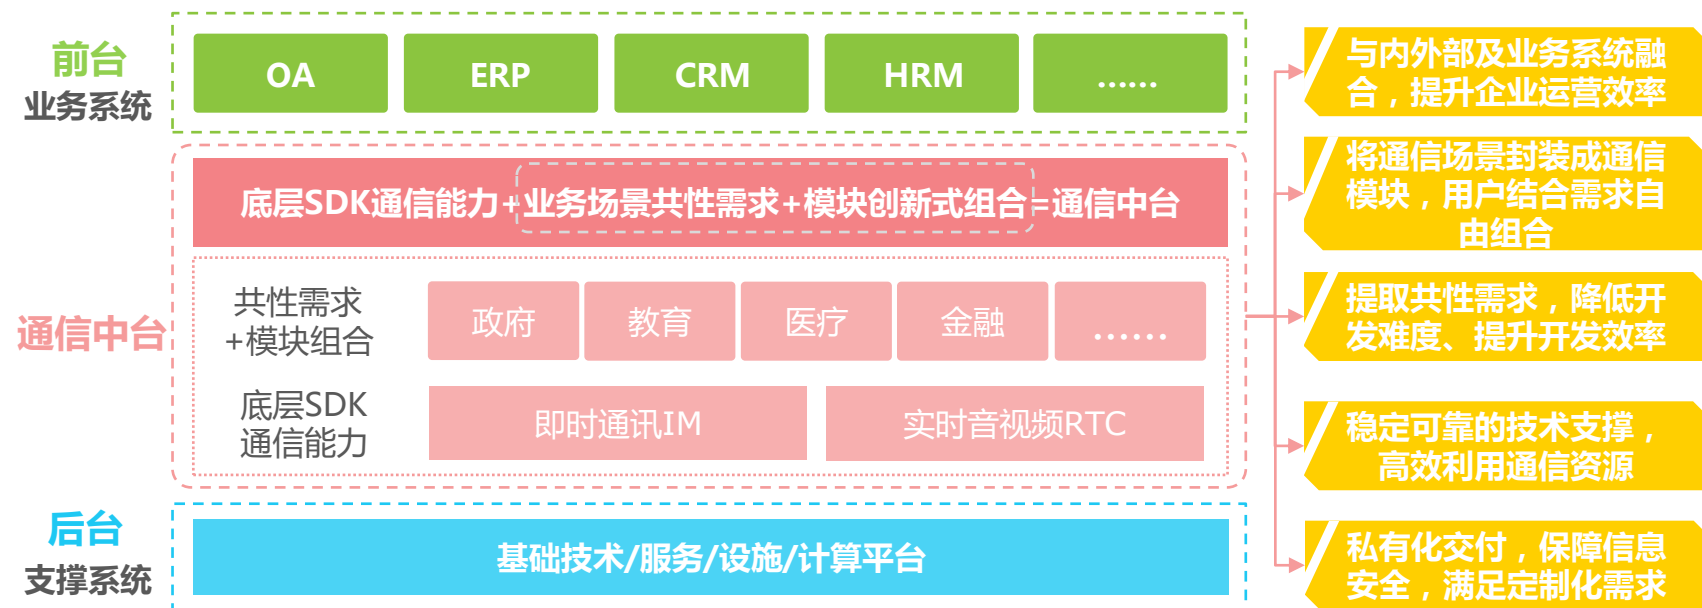 前台
业务系统
OA
ERP
CRM
HRM
......
通信中台
底层SDK通信能力+业务场景共性需求+模块创新式组合=通信中台
共性需求
+模块组合
政府
教育
医疗
金融
......
底层SDK
通信能力
即时通讯IM
实时音视频RTC
后台
支撑系统
基础技术/服务/设施/计算平台
与内外部及业务系统融
合，提升企业运营效率
将通信场景封装成通信
模块，用户结合需求自
由组合
提取共性需求，降低开
发难度、提升开发效率
稳定可靠的技术支撑，
高效利用通信资源
私有化交付，保障信息
安全，满足定制化需求